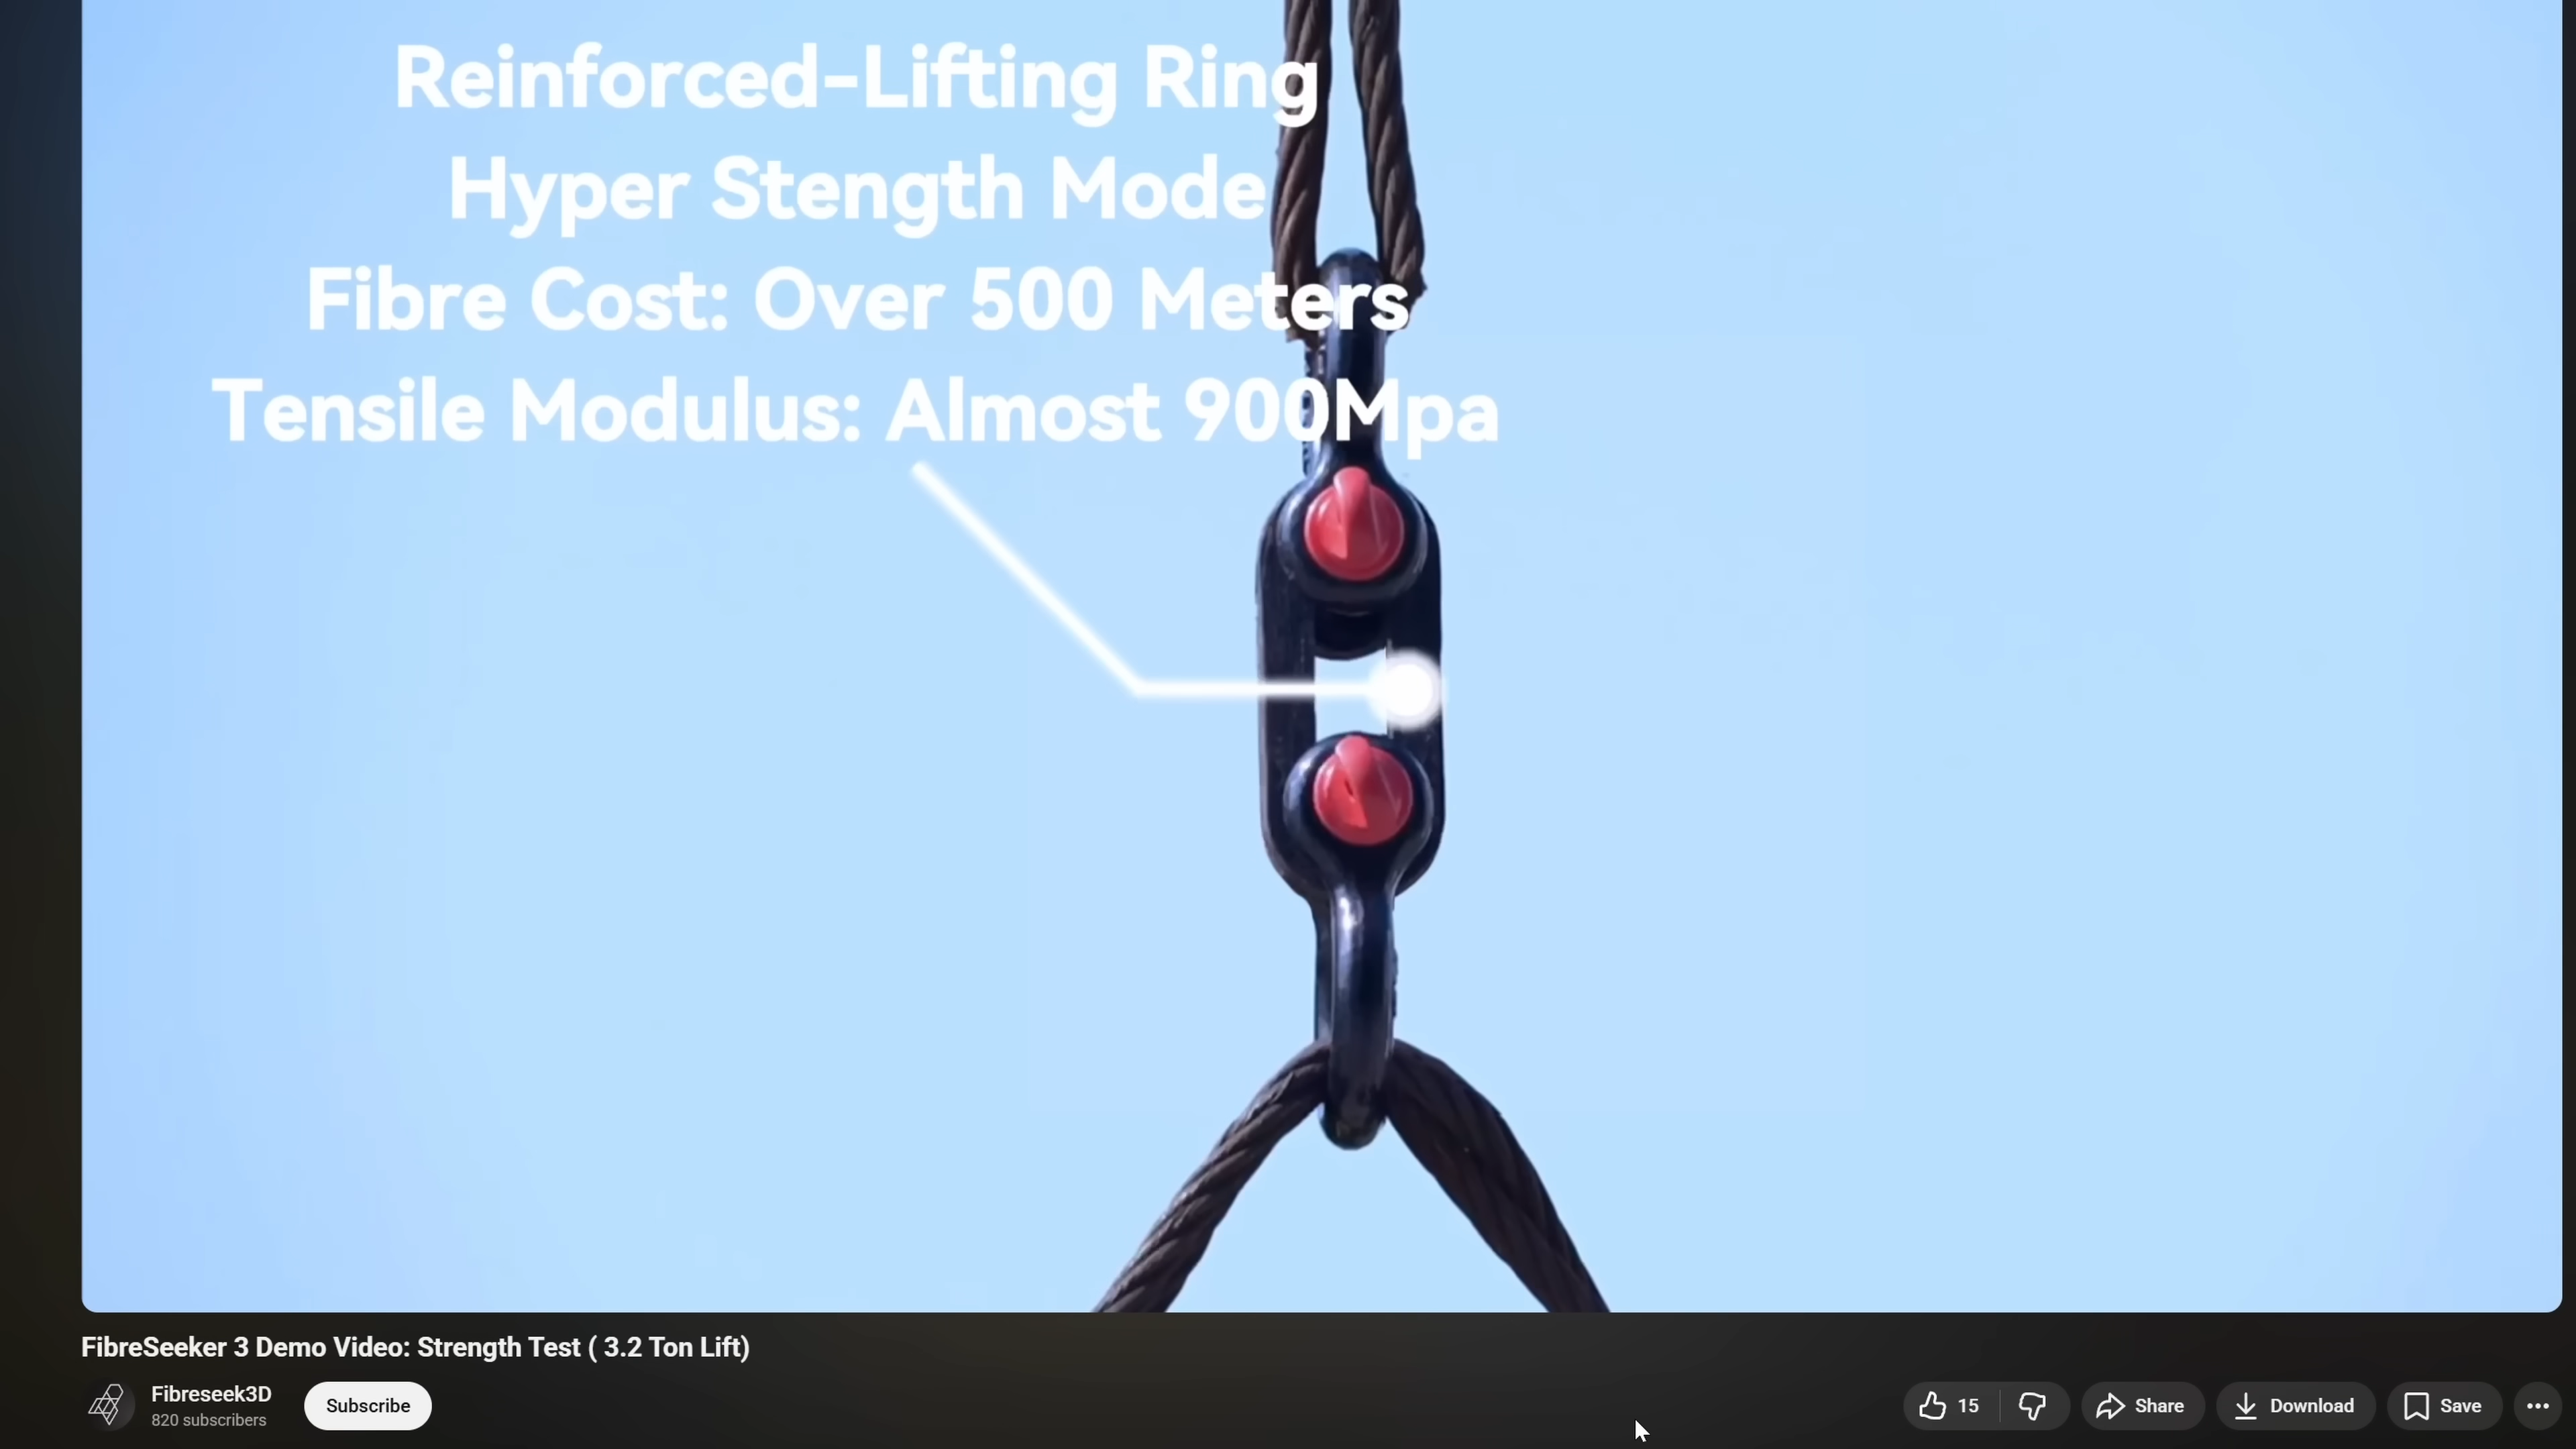 Reinforced-Lifting Ring
Hyper Stength Mode
Fibre Cost: Over 500 Meters
Tensile Modulus: Almost 900Mpa
FibreSeeker 3 Demo Video: Strength Test ( 3.2 Ton Lift)
Fibreseek3D
820 subscribers
Subscribe
15
Share
Download
Save